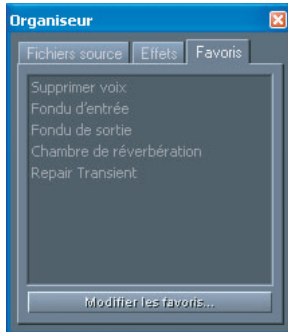 Organiseur
Fichiers source Effets Favoris
Supprimer voix
Fondu d'entrée
Fondu de sortie
Chambre de réverbération
Repair Transient
Modifier les favoris...